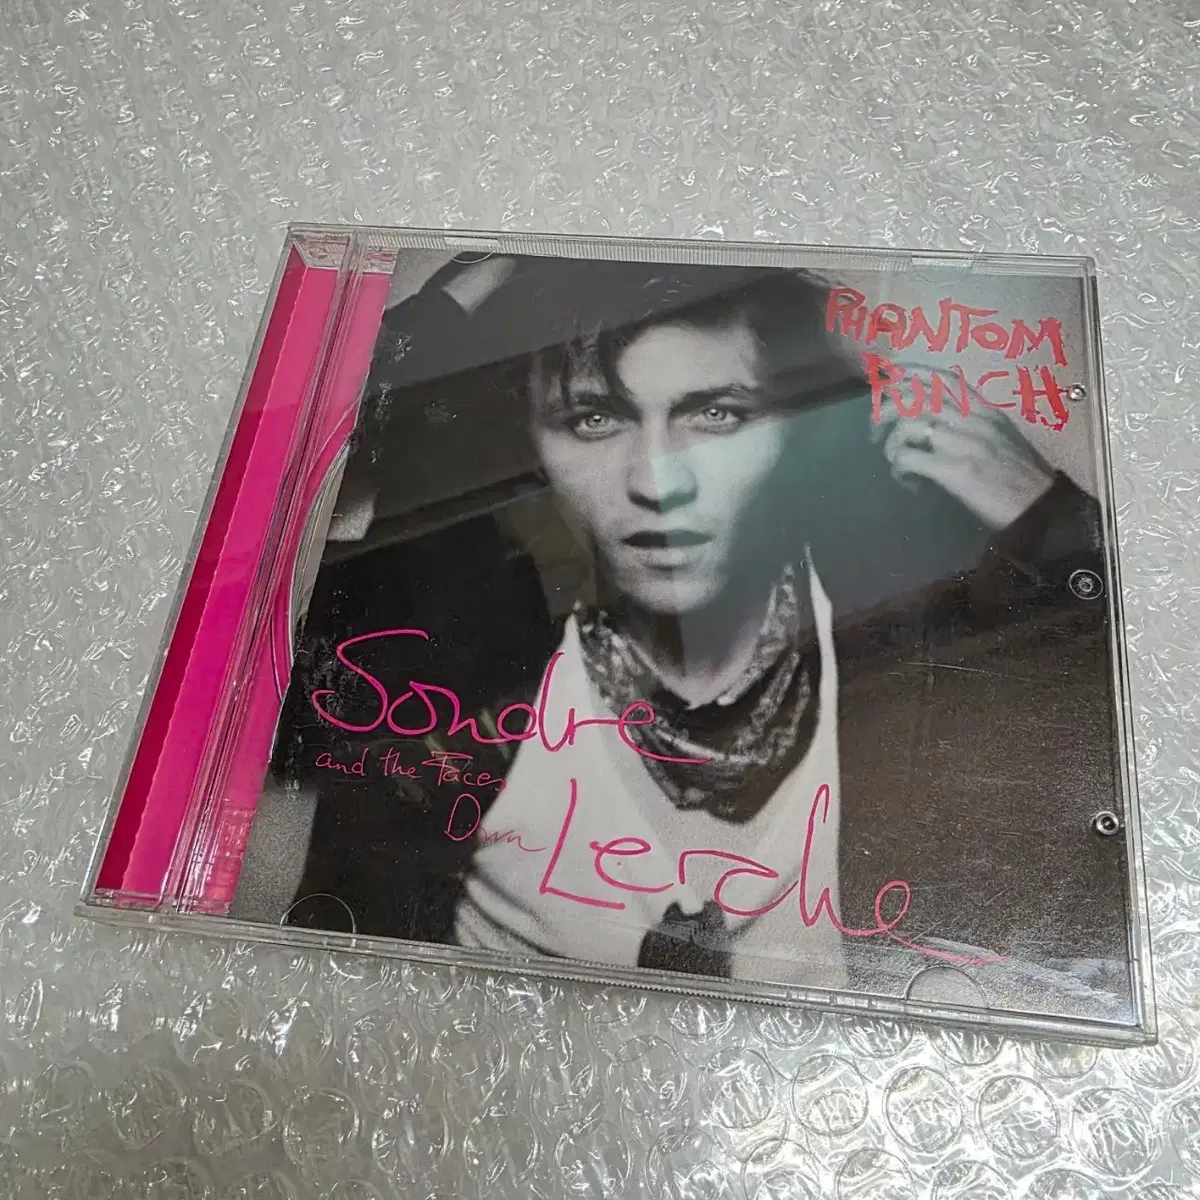 PHANTOM
PUNCH
Sondre
and the Faces
Down
Lerche